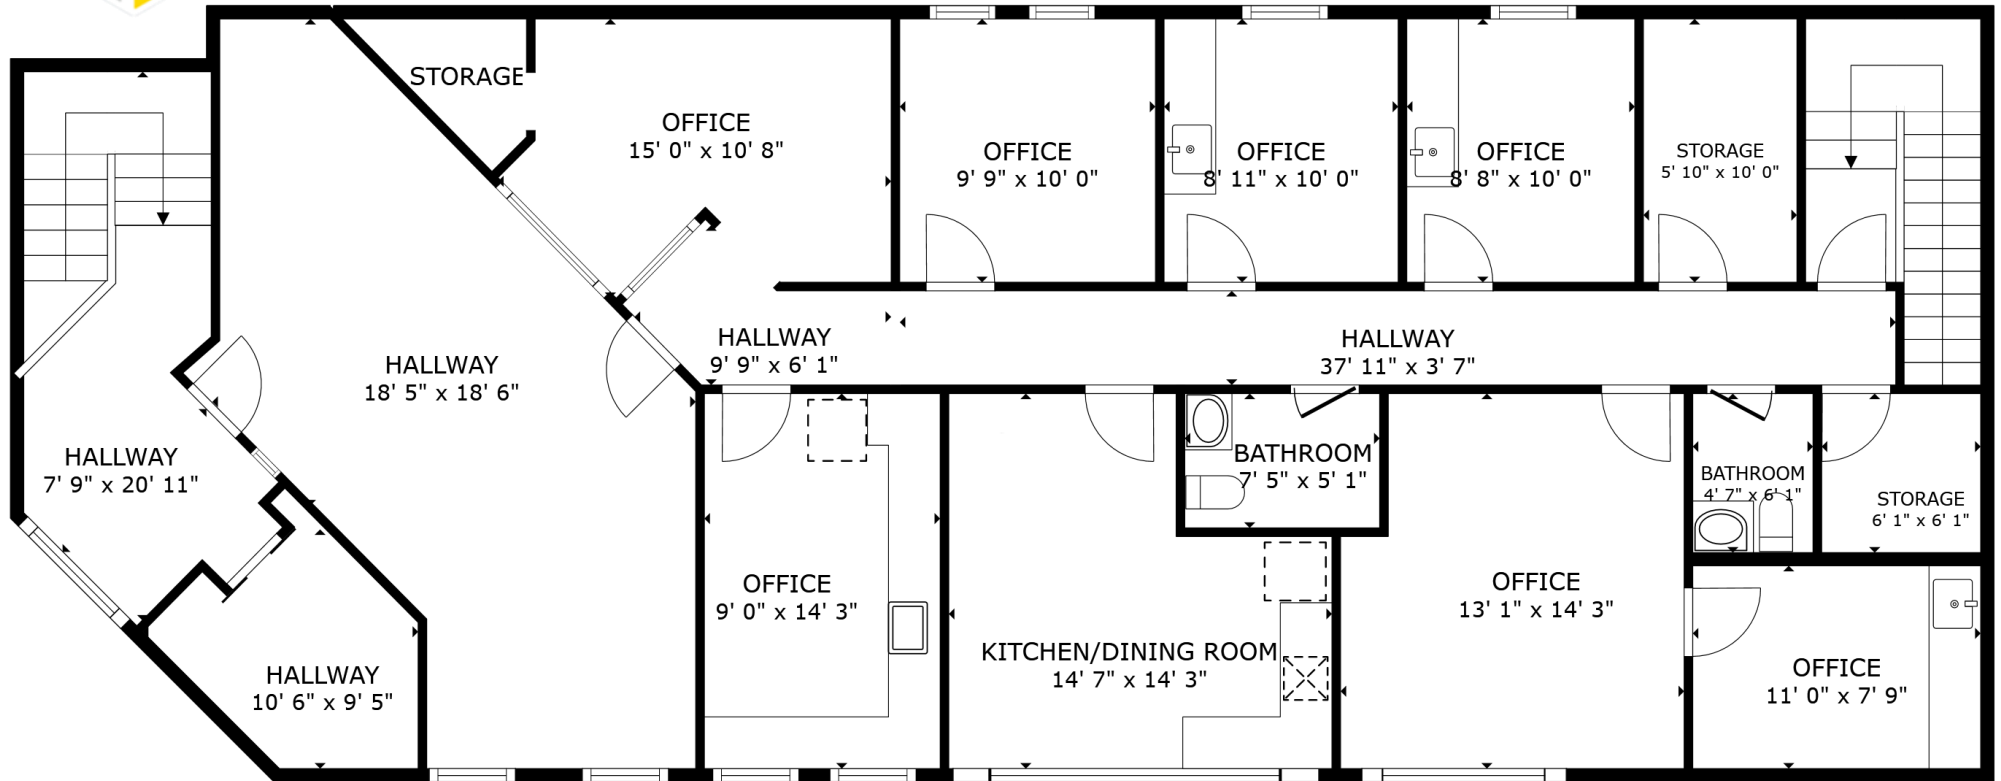 STORAGE
OFFICE
15' 0" x 10' 8"
OFFICE
9' 9" x 10' 0"
OFFICE
8' 11" x 10' 0"
OFFICE
8' 8" x 10' 0"
STORAGE
5' 10" x 10' 0"
HALLWAY
18' 5" x 18' 6"
HALLWAY
9' 9" x 6' 1"
HALLWAY
37' 11" x 3' 7"
HALLWAY
7' 9" x 20' 11"
BATHROOM
7' 5" x 5' 1"
BATHROOM
4' 7" x 6' 1"
STORAGE
6' 1" x 6' 1"
OFFICE
9' 0" x 14' 3"
KITCHEN/DINING ROOM
14' 7" x 14' 3"
OFFICE
13' 1" x 14' 3"
OFFICE
11' 0" x 7' 9"
HALLWAY
10' 6" x 9' 5"